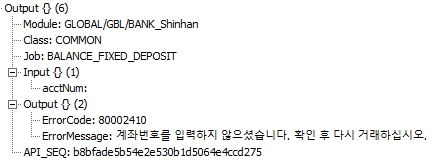 Output {} (6)
Module: GLOBAL/GBL/BANK_Shinhan
Class: COMMON
Job: BALANCE_FIXED_DEPOSIT
Input {} (1)
acctNum:
Output {} (2)
ErrorCode: 80002410
ErrorMessage: 계좌번호를 입력하지 않으셨습니다. 확인 후 다시 거래하십시오.
API_SEQ: b8bfade5b54e2e530b1d5064e4ccd275